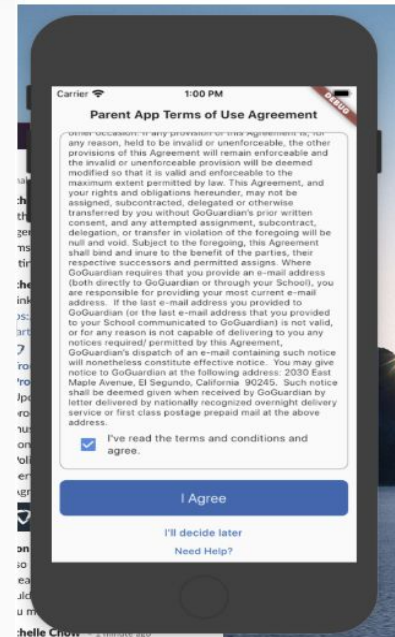 Carrier 1:00 PM
DEBUG
Parent App Terms of Use Agreement
other occasion. If any provision of this Agreement is, for
any reason, held to be invalid or unenforceable, the other
provisions of this Agreement will remain enforceable and
the invalid or unenforceable provision will be deemed
modified so that it is valid and enforceable to the
maximum extent permitted by law. This Agreement, and
your rights and obligations hereunder, may not be
assigned, subcontracted, delegated or otherwise
transferred by you without GoGuardian's prior written
consent, and any attempted assignment, subcontract,
delegation, or transfer in violation of the foregoing will be
null and void. Subject to the foregoing, this Agreement
shall bind and inure to the benefit of the parties, their
respective successors and permitted assigns. Where
GoGuardian requires that you provide an e-mail address
(both directly to GoGuardian or through your School), you
are responsible for providing your most current e-mail
address. If the last e-mail address you provided to
GoGuardian (or the last e-mail address that you provided
to your School communicated to GoGuardian) is not valid,
or for any reason is not capable of delivering to you any
notices required/ permitted by this Agreement,
GoGuardian's dispatch of an e-mail containing such notice
will nonetheless constitute effective notice. You may give
notice to GoGuardian at the following address: 2030 East
Maple Avenue, El Segundo, California 90245. Such notice
shall be deemed given when received by GoGuardian by
letter delivered by nationally recognized overnight delivery
service or first class postage prepaid mail at the above
address.
I've read the terms and conditions and
agree.
I Agree
I'll decide later
Need Help?
chelle Chow